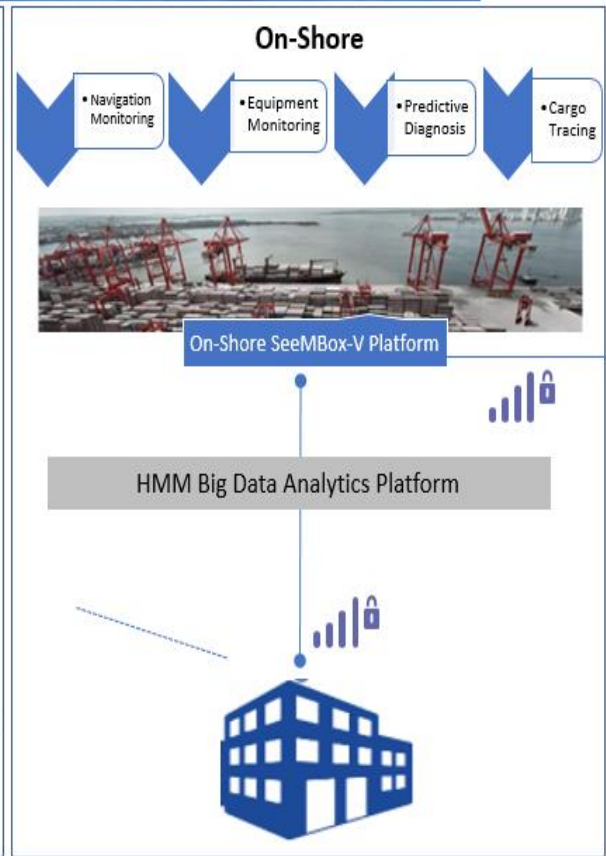 On-Shore
• Navigation
Monitoring
• Equipment
Monitoring
• Predictive
Diagnosis
• Cargo
Tracing
On-Shore SeeMBox-V Platform
HMM Big Data Analytics Platform